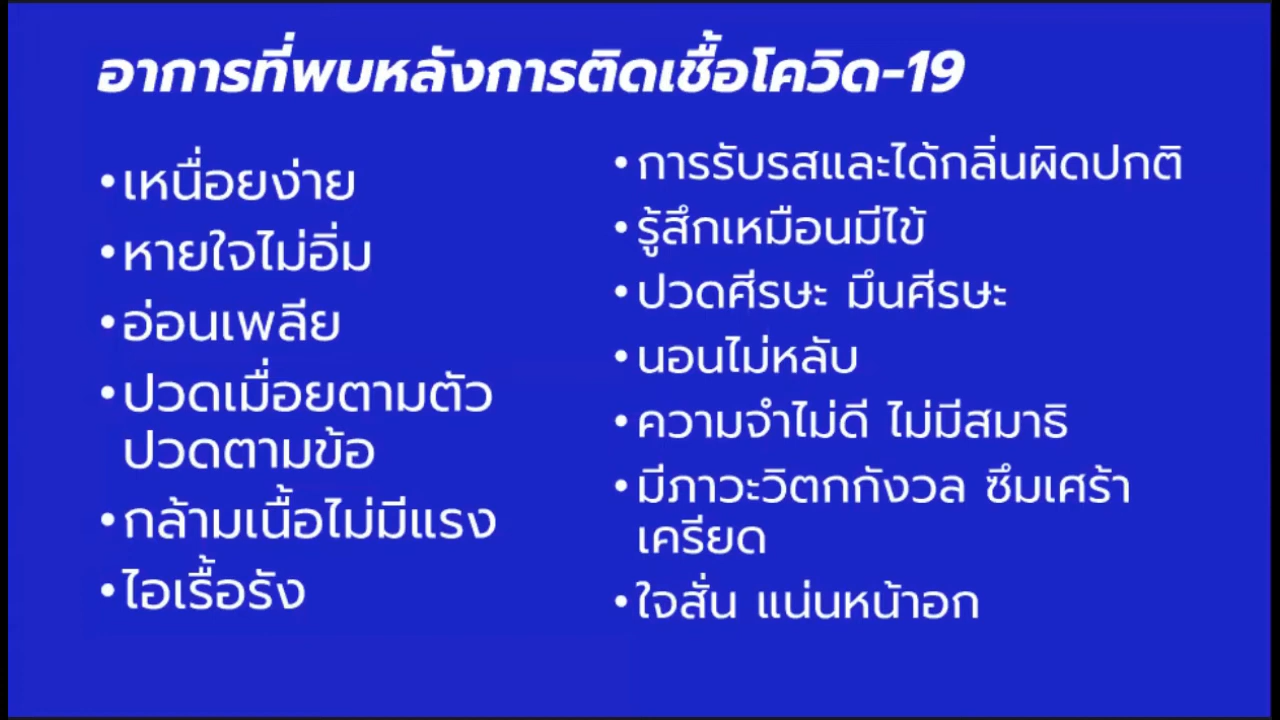 อาการที่พบหลังการติดเชื้อโควิด-19
•เหนื่อยง่าย
•หายใจไม่อิ่ม
•อ่อนเพลีย
•ปวดเมื่อยตามตัว
ปวดตามข้อ
•กล้ามเนื้อไม่มีแรง
•ไอเรื้อรัง
•การรับรสและได้กลิ่นผิดปกติ
•รู้สึกเหมือนมีไข้
•ปวดศีรษะ มึนศีรษะ
•นอนไม่หลับ
•ความจำไม่ดี ไม่มีสมาธิ
•มีภาวะวิตกกังวล ซึมเศร้า
เครียด
•ใจสั่น แน่นหน้าอก